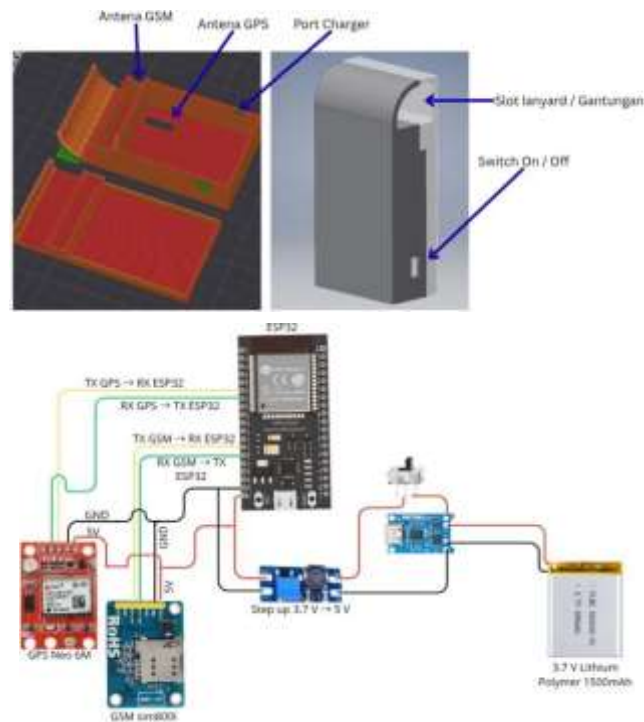 Antena GSM
Antena GPS
Port Charger
Slot lanyard / Gantungan
Switch On / Off
ESP32
TX GPS → RX ESP32
RX GPS → TX ESP32
TX GSM → RX ESP32
RX GSM → TX
ESP32
GND
5V
GND
5V
RoHS
Step up 3.7 V → 5 V
GPS Neo 6M
GSM sim800l
3.7 V Lithium
Polymer 1500mAh